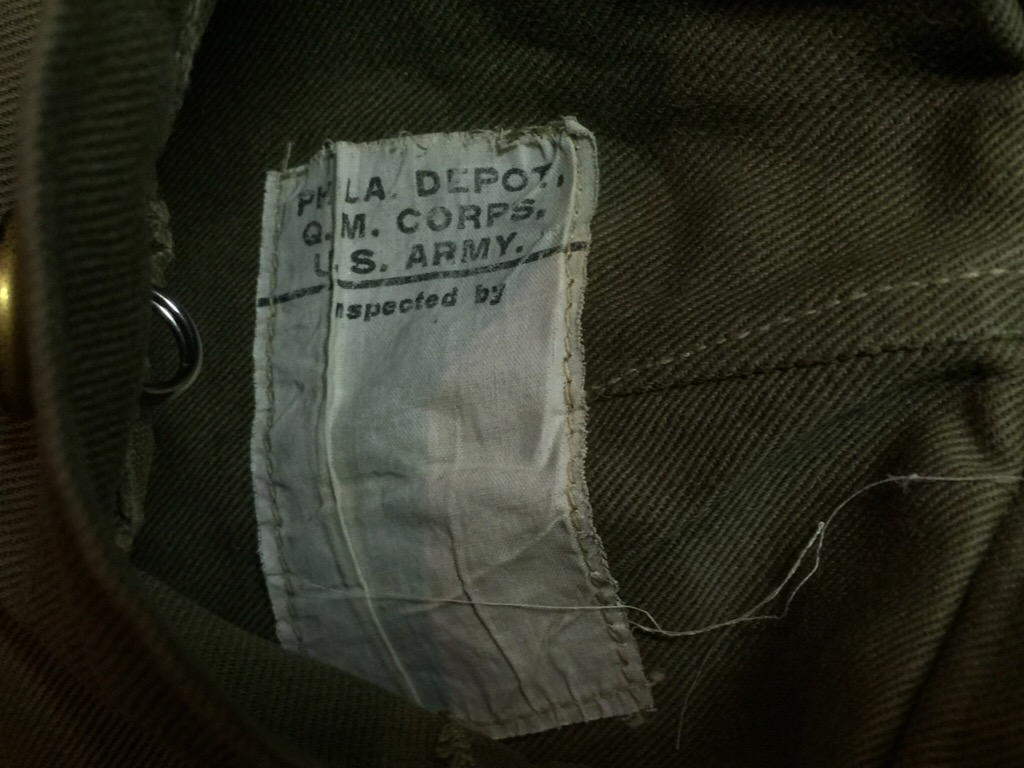 PHILA. DEPOT,
Q.M. CORPS,
U.S. ARMY.
Inspected by